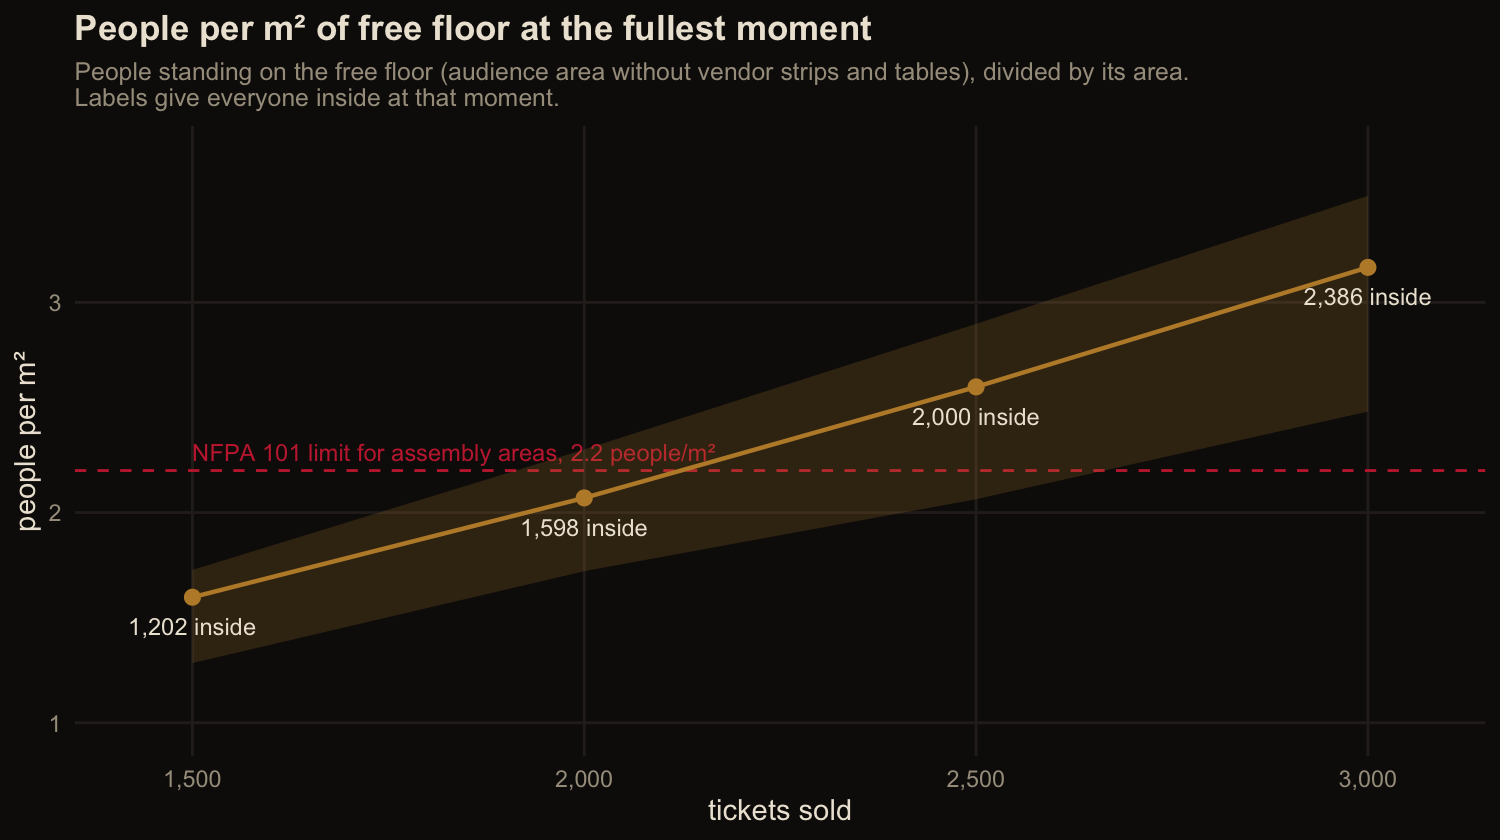 People per m² of free floor at the fullest moment
People standing on the free floor (audience area without vendor strips and tables), divided by its area.
Labels give everyone inside at that moment.
people per m²
3
2
1
NFPA 101 limit for assembly areas, 2.2 people/m²
2,386 inside
2,000 inside
1,598 inside
1,202 inside
1,500
2,000
2,500
3,000
tickets sold